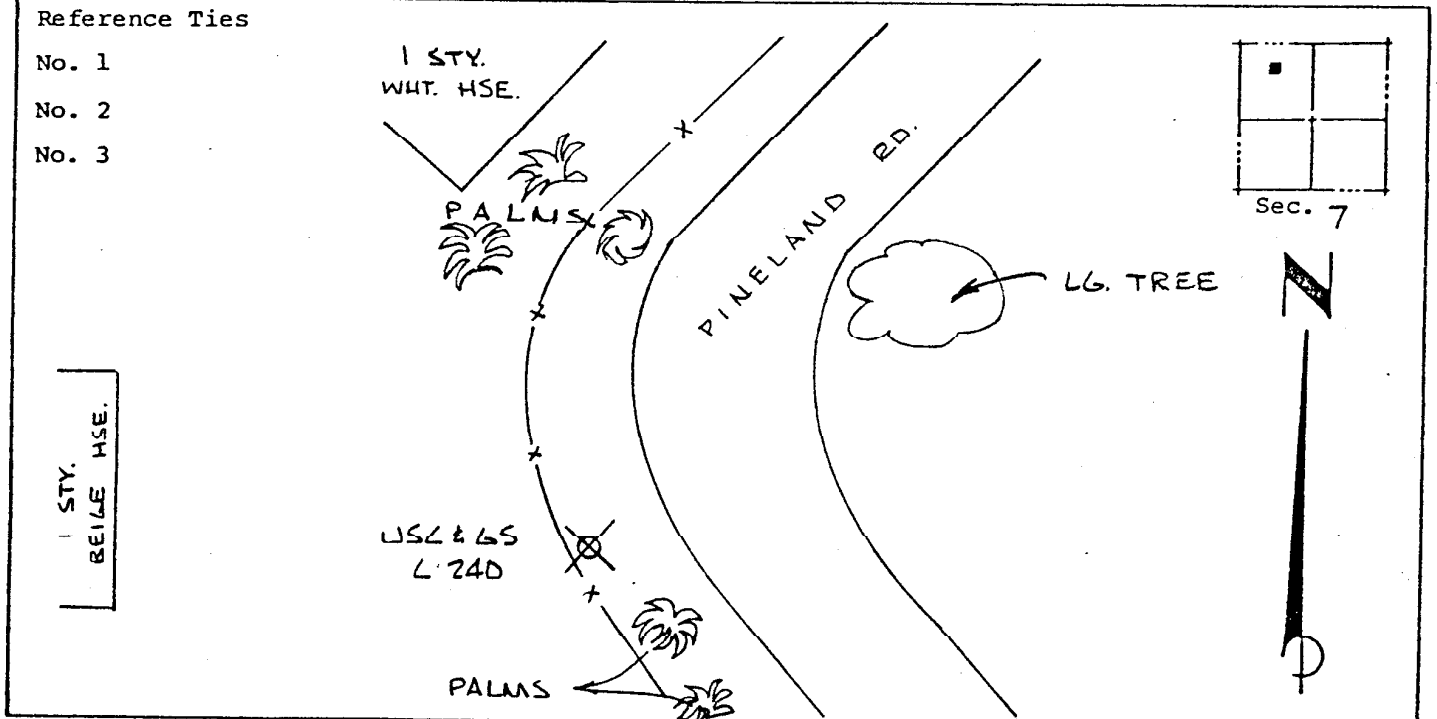 Reference Ties
No. 1
No. 2
No. 3
1 STY.
WHT. HSE.
PALMS
PINELAND RD.
LG. TREE
Sec. 7
N
1 STY.
BEIGE HSE.
USC & GS
L 240
PALMS